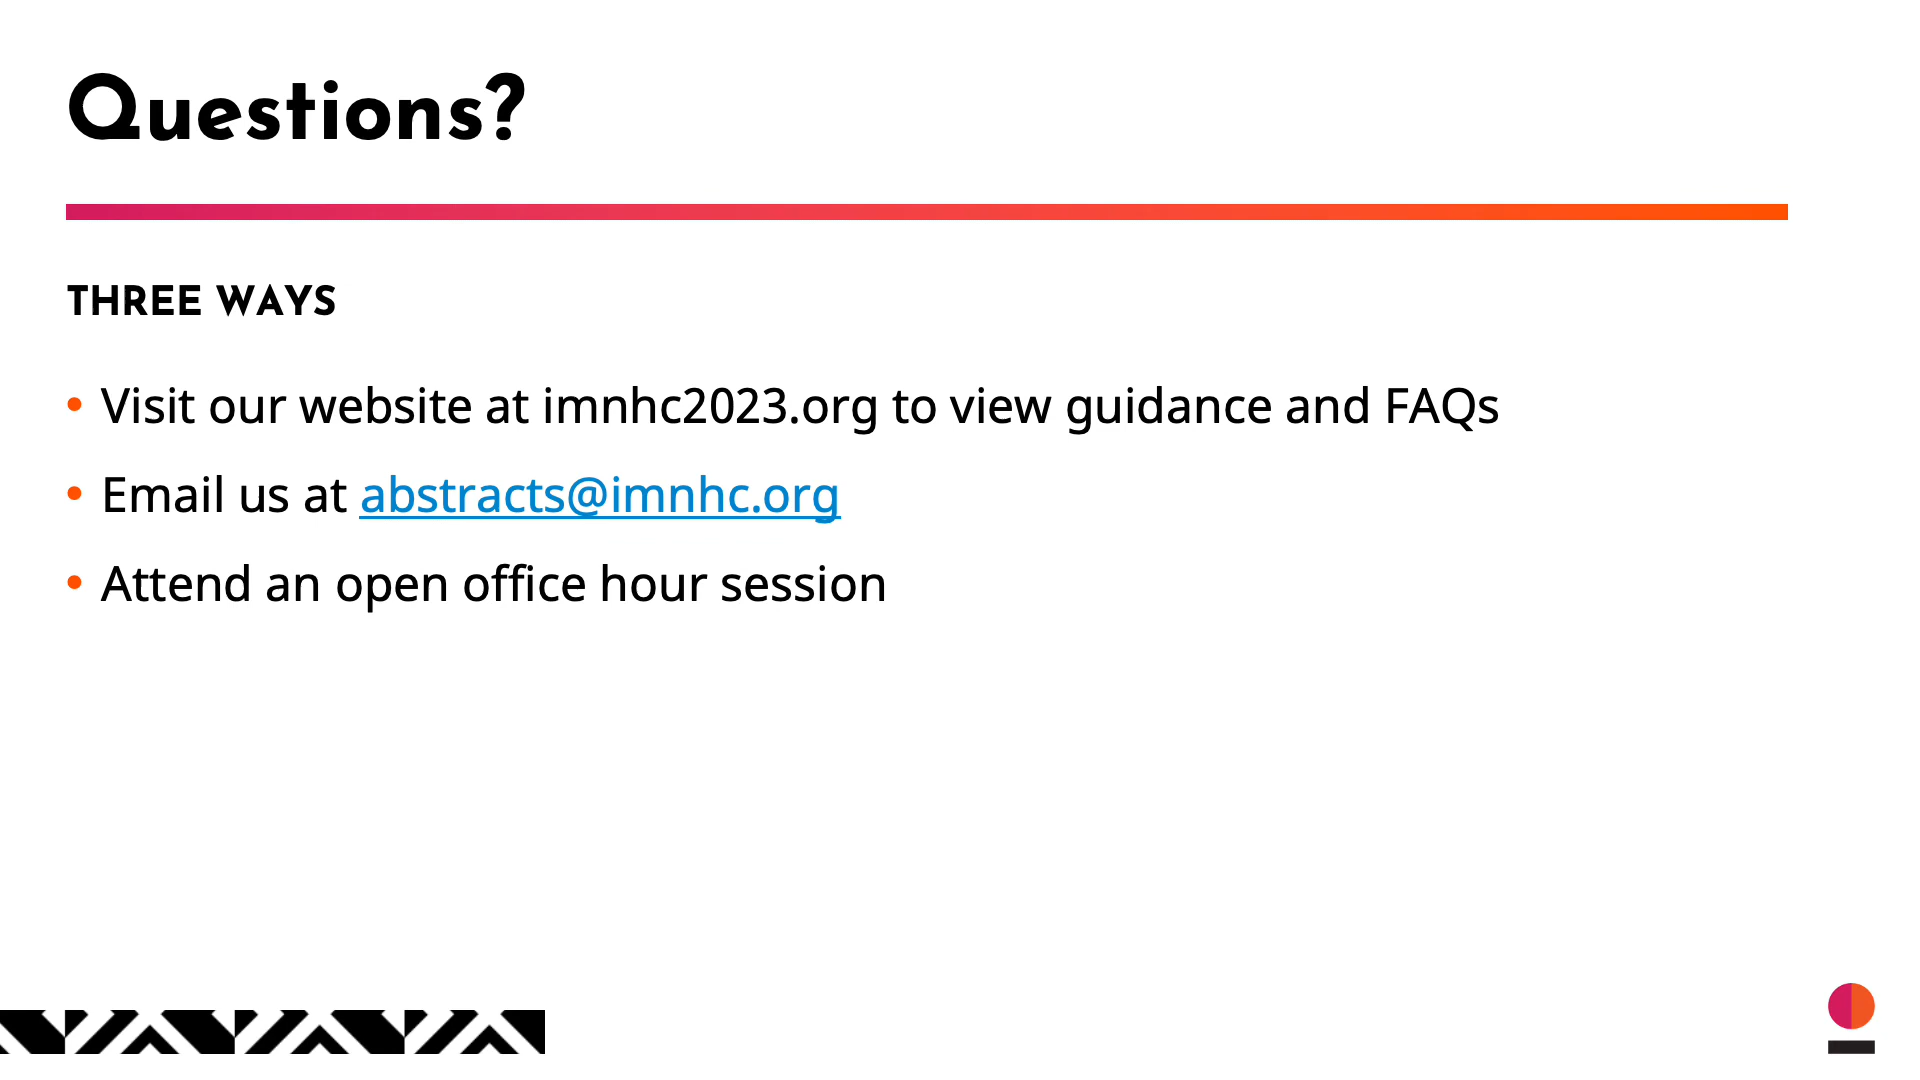 Questions?
THREE WAYS
• Visit our website at imnhc2023.org to view guidance and FAQs
• Email us at abstracts@imnhc.org
• Attend an open office hour session